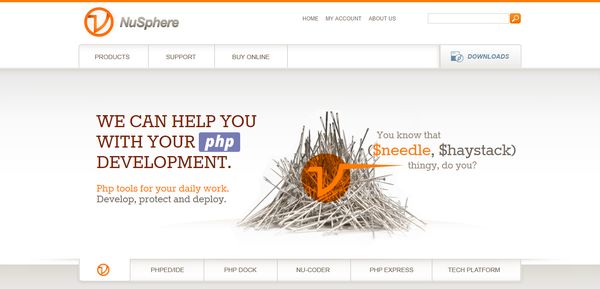 NuSphere
HOME MY ACCOUNT ABOUT US
PRODUCTS SUPPORT BUY ONLINE DOWNLOADS
WE CAN HELP YOU
WITH YOUR php
DEVELOPMENT.
Php tools for your daily work.
Develop, protect and deploy.
You know that
($needle, $haystack)
thingy, do you?
PHPED/IDE PHP DOCK NU-CODER PHP EXPRESS TECH PLATFORM